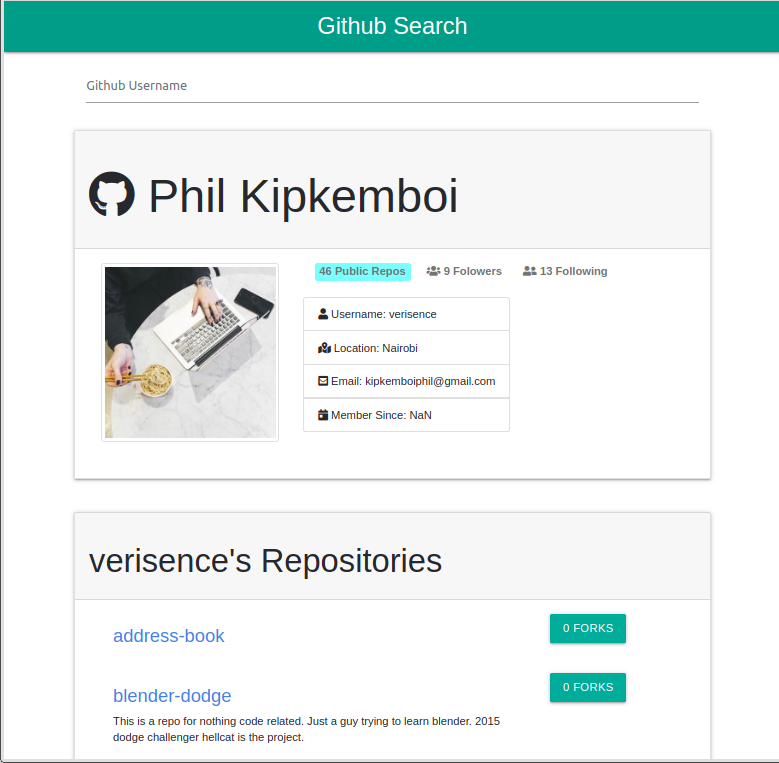 Github Search
Github Username
Phil Kipkemboi
46 Public Repos 9 Folowers 13 Following
Username: verisence
Location: Nairobi
Email: kipkemboiphil@gmail.com
Member Since: NaN
verisence's Repositories
address-book 0 FORKS
blender-dodge 0 FORKS
This is a repo for nothing code related. Just a guy trying to learn blender. 2015
dodge challenger hellcat is the project.